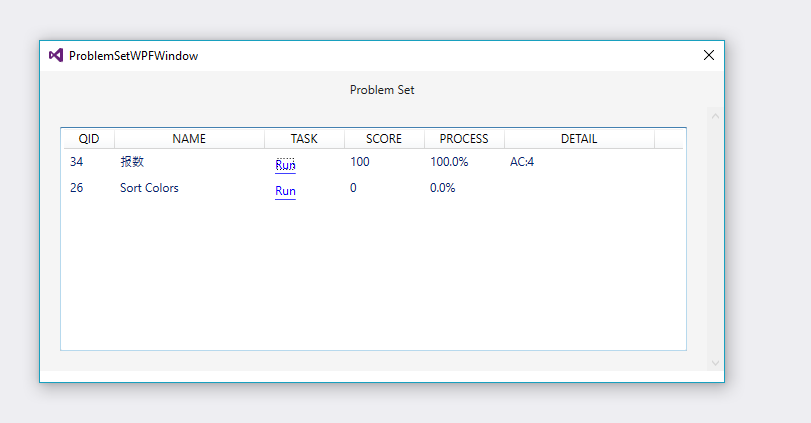 ProblemSetWPFWindow
Problem Set
QID NAME TASK SCORE PROCESS DETAIL
34 报数 Run 100 100.0% AC:4
26 Sort Colors Run 0 0.0%